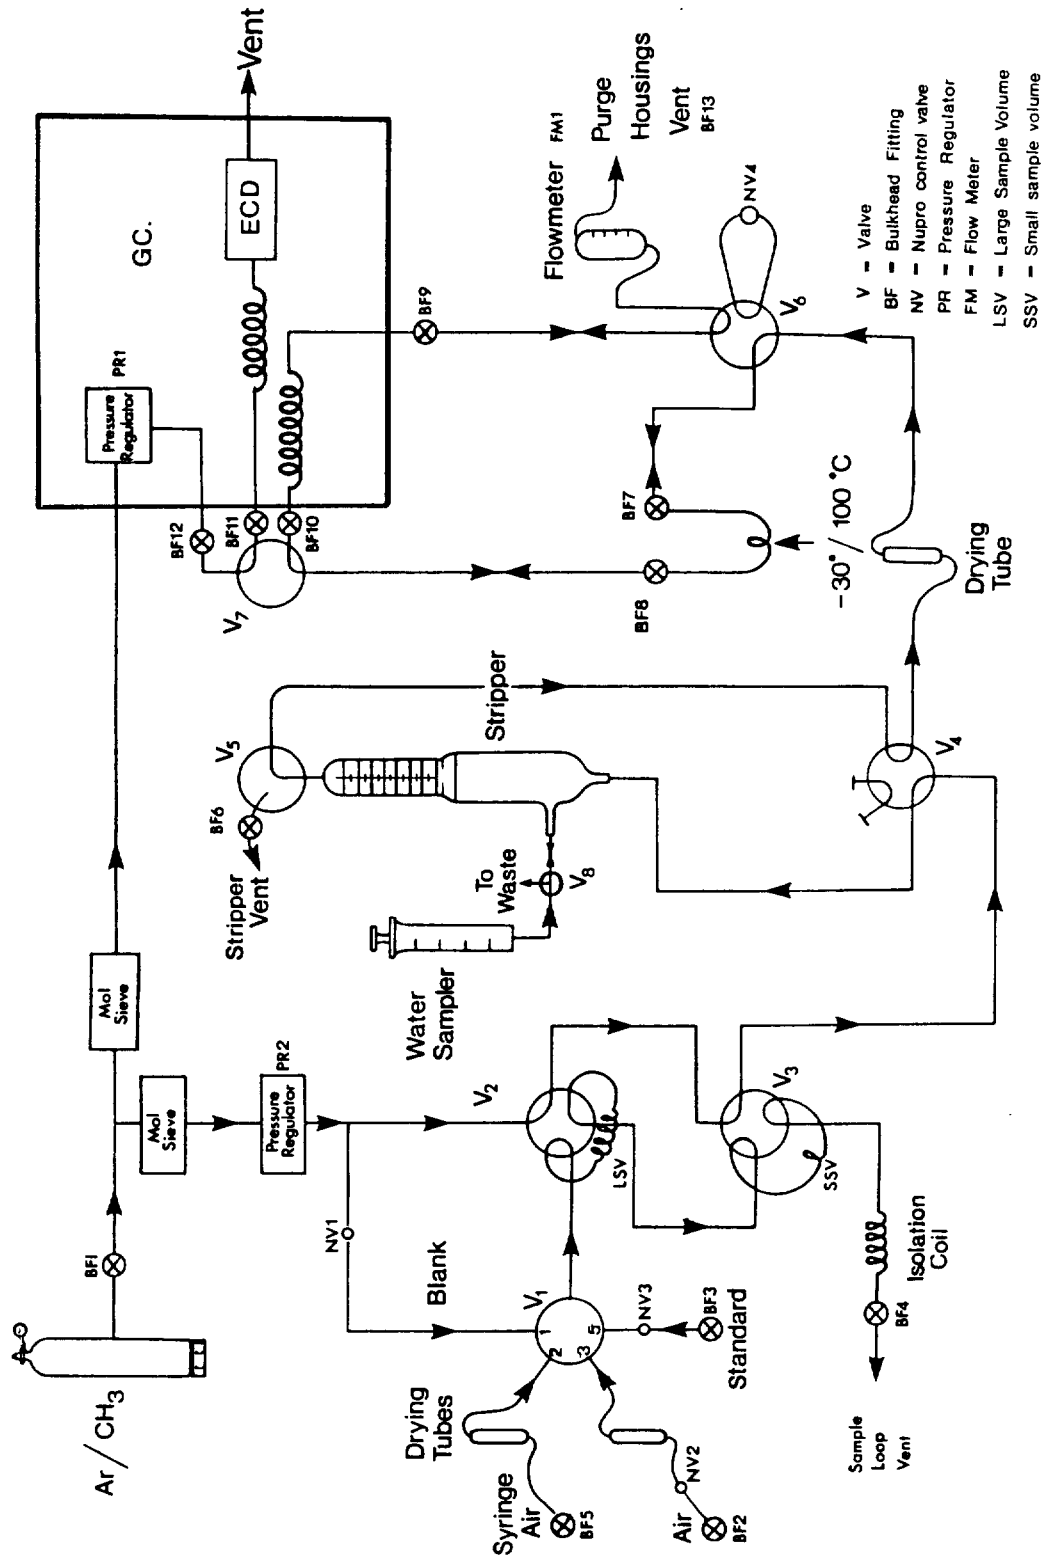 Ar/CH3
BF1
Mol
Sieve
Mol
Sieve
Pressure
Regulator
PR2
NV1
Blank
Pressure
Regulator
PR1
GC.
ECD
Vent
BF12
BF11
BF10
V7
BF9
Stripper
Vent
BF6
V5
Stripper
Water
Sampler
To
Waste
V8
BF8
BF7
-30°/100 °C
Flowmeter FM1
Purge
Housings
Vent
BF13
NV4
V6
Drying
Tube
V4
V2
LSV
V3
SSV
Isolation
Coil
BF4
Sample
Loop
Vent
V1
1
2
3
5
NV3
BF3
Standard
Drying
Tubes
Syringe
Air
BF5
NV2
Air
BF2
V - Valve
BF - Bulkhead Fitting
NV - Nupro control valve
PR - Pressure Regulator
FM - Flow Meter
LSV - Large Sample Volume
SSV - Small sample volume